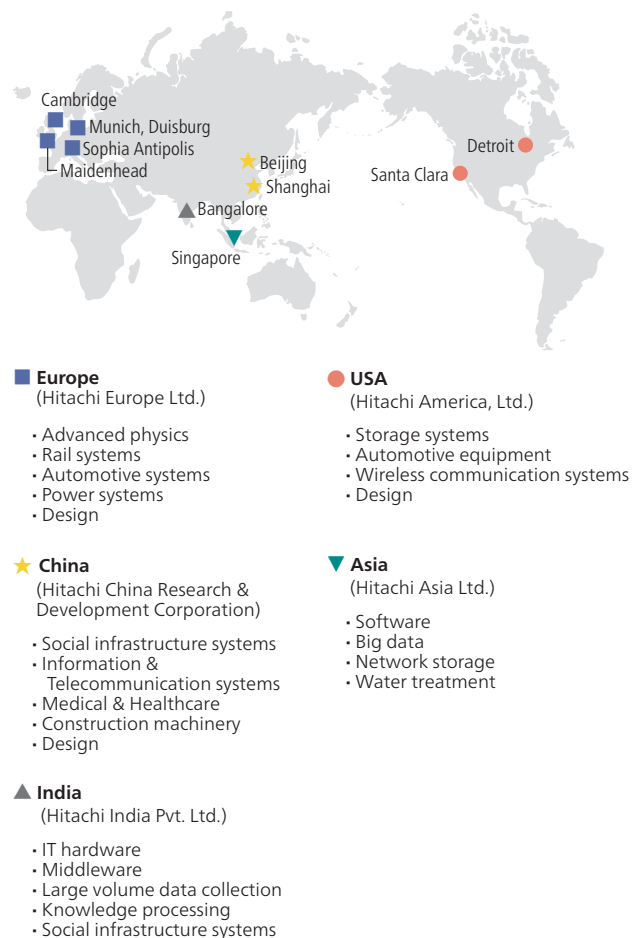 Cambridge
Munich, Duisburg
Sophia Antipolis
Maidenhead
Beijing
Shanghai
Bangalore
Singapore
Detroit
Santa Clara
Europe
(Hitachi Europe Ltd.)
・Advanced physics
・Rail systems
・Automotive systems
・Power systems
・Design
USA
(Hitachi America, Ltd.)
・Storage systems
・Automotive equipment
・Wireless communication systems
・Design
China
(Hitachi China Research &
Development Corporation)
・Social infrastructure systems
・Information &
Telecommunication systems
・Medical & Healthcare
・Construction machinery
・Design
Asia
(Hitachi Asia Ltd.)
・Software
・Big data
・Network storage
・Water treatment
India
(Hitachi India Pvt. Ltd.)
・IT hardware
・Middleware
・Large volume data collection
・Knowledge processing
・Social infrastructure systems